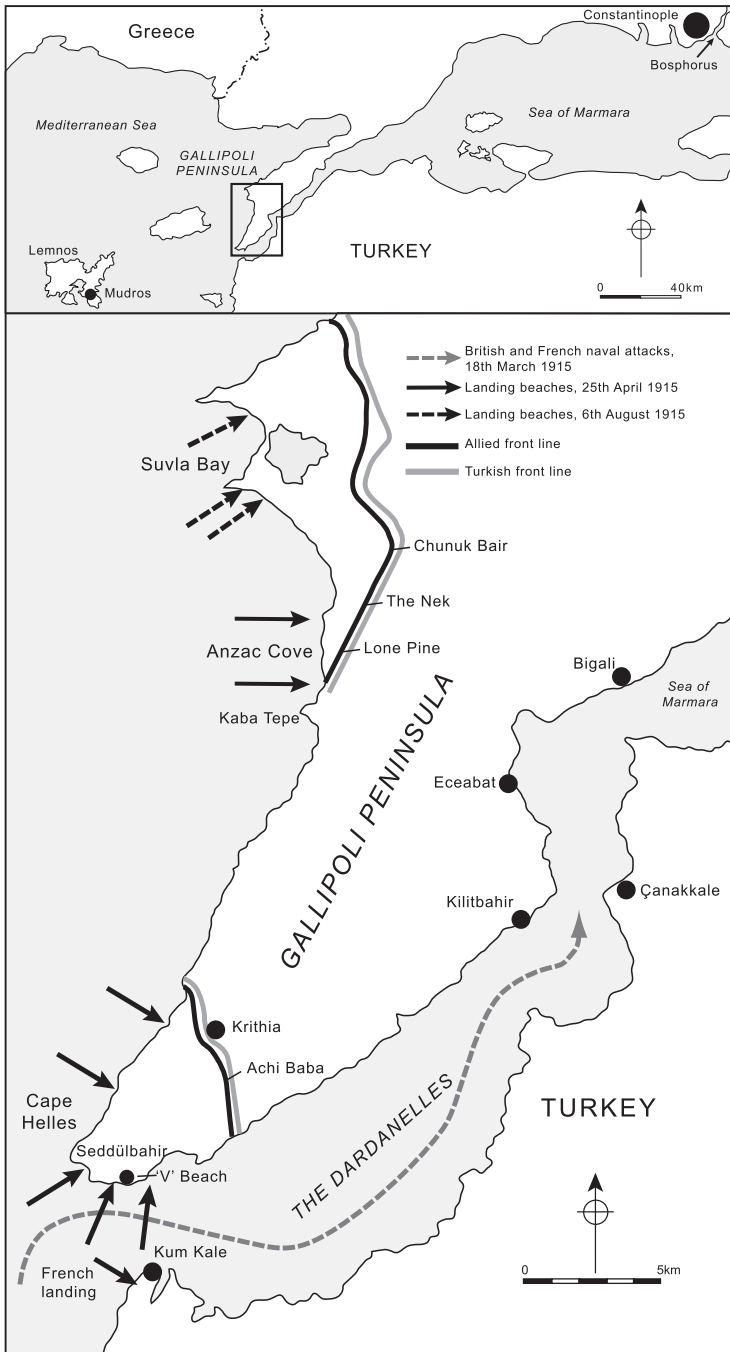 Constantinople
Greece
Bosphorus
Mediterranean Sea
Sea of Marmara
GALLIPOLI
PENINSULA
Lemnos
TURKEY
Mudros
0 40km
British and French naval attacks,
18th March 1915
Landing beaches, 25th April 1915
Landing beaches, 6th August 1915
Allied front line
Turkish front line
Suvla Bay
Chunuk Bair
The Nek
Anzac Cove
Lone Pine
Kaba Tepe
Bigali
Sea of
Marmara
GALLIPOLI PENINSULA
Eceabat
Kilitbahir
Çanakkale
Krithia
Achi Baba
Cape
Helles
THE DARDANELLES
TURKEY
Seddülbahir
'V' Beach
Kum Kale
French
landing
0 5km